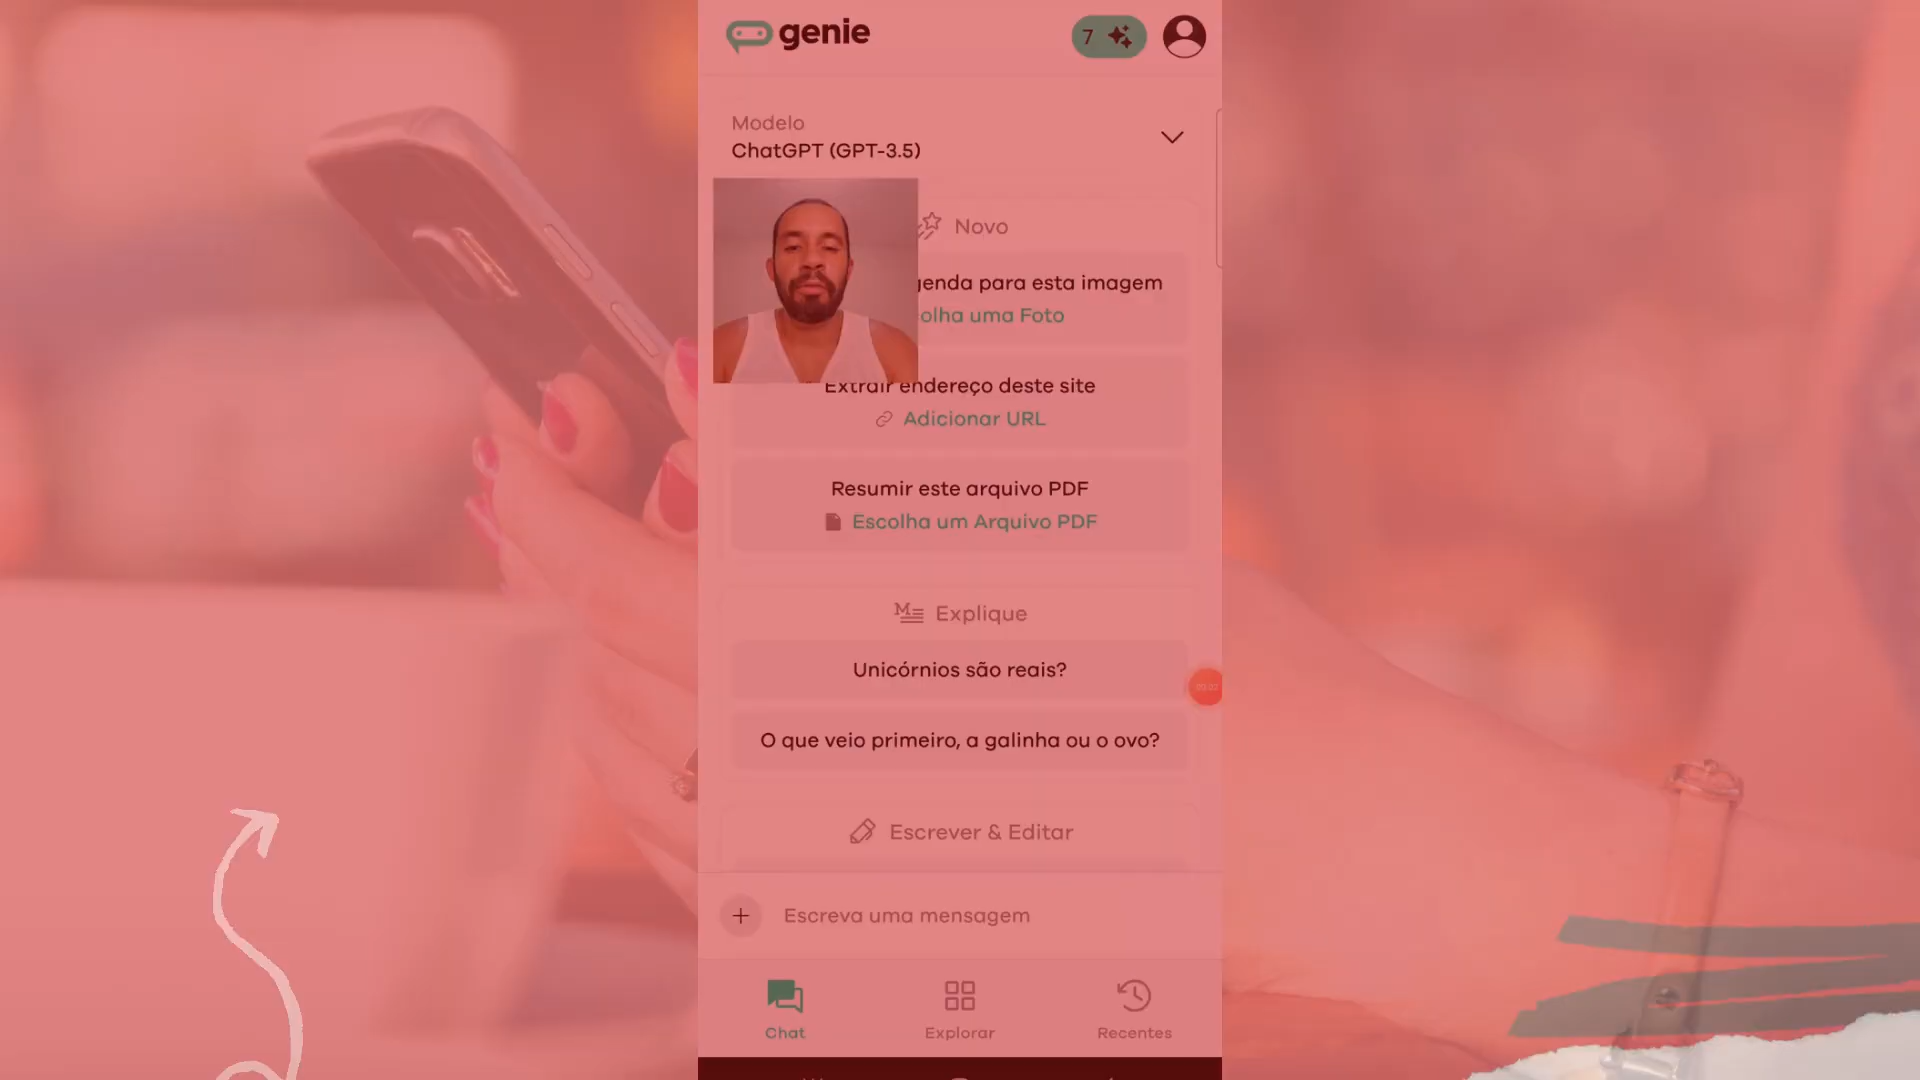 genie
7
Modelo
ChatGPT (GPT-3.5)
Novo
genda para esta imagem
olha uma Foto
Extrair endereço deste site
Adicionar URL
Resumir este arquivo PDF
Escolha um Arquivo PDF
Explique
Unicórnios são reais?
O que veio primeiro, a galinha ou o ovo?
Escrever & Editar
Escreva uma mensagem
Chat
Explorar
Recentes